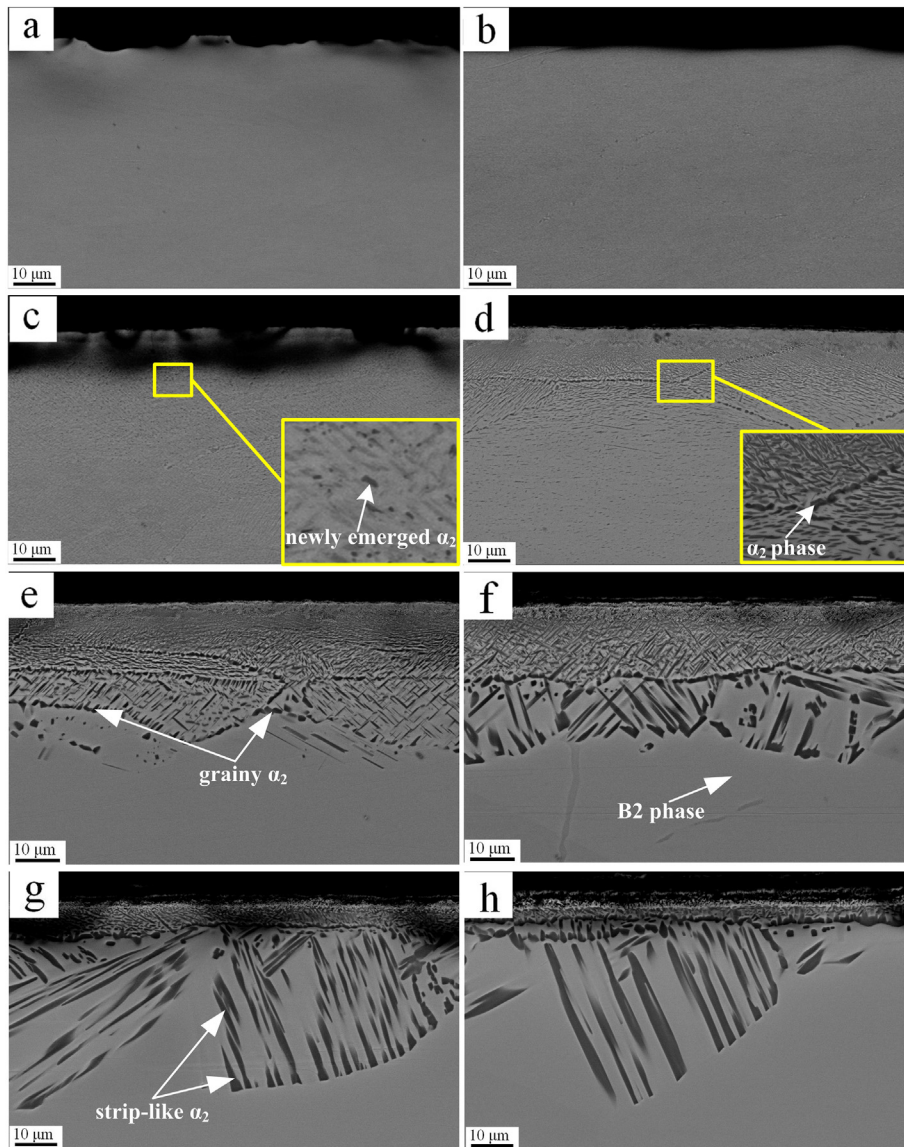 a
b
10 μm
10 μm
c
d
newly emerged α₂
α₂ phase
10 μm
10 μm
e
f
grainy α₂
B2 phase
10 μm
10 μm
g
h
strip-like α₂
10 μm
10 μm